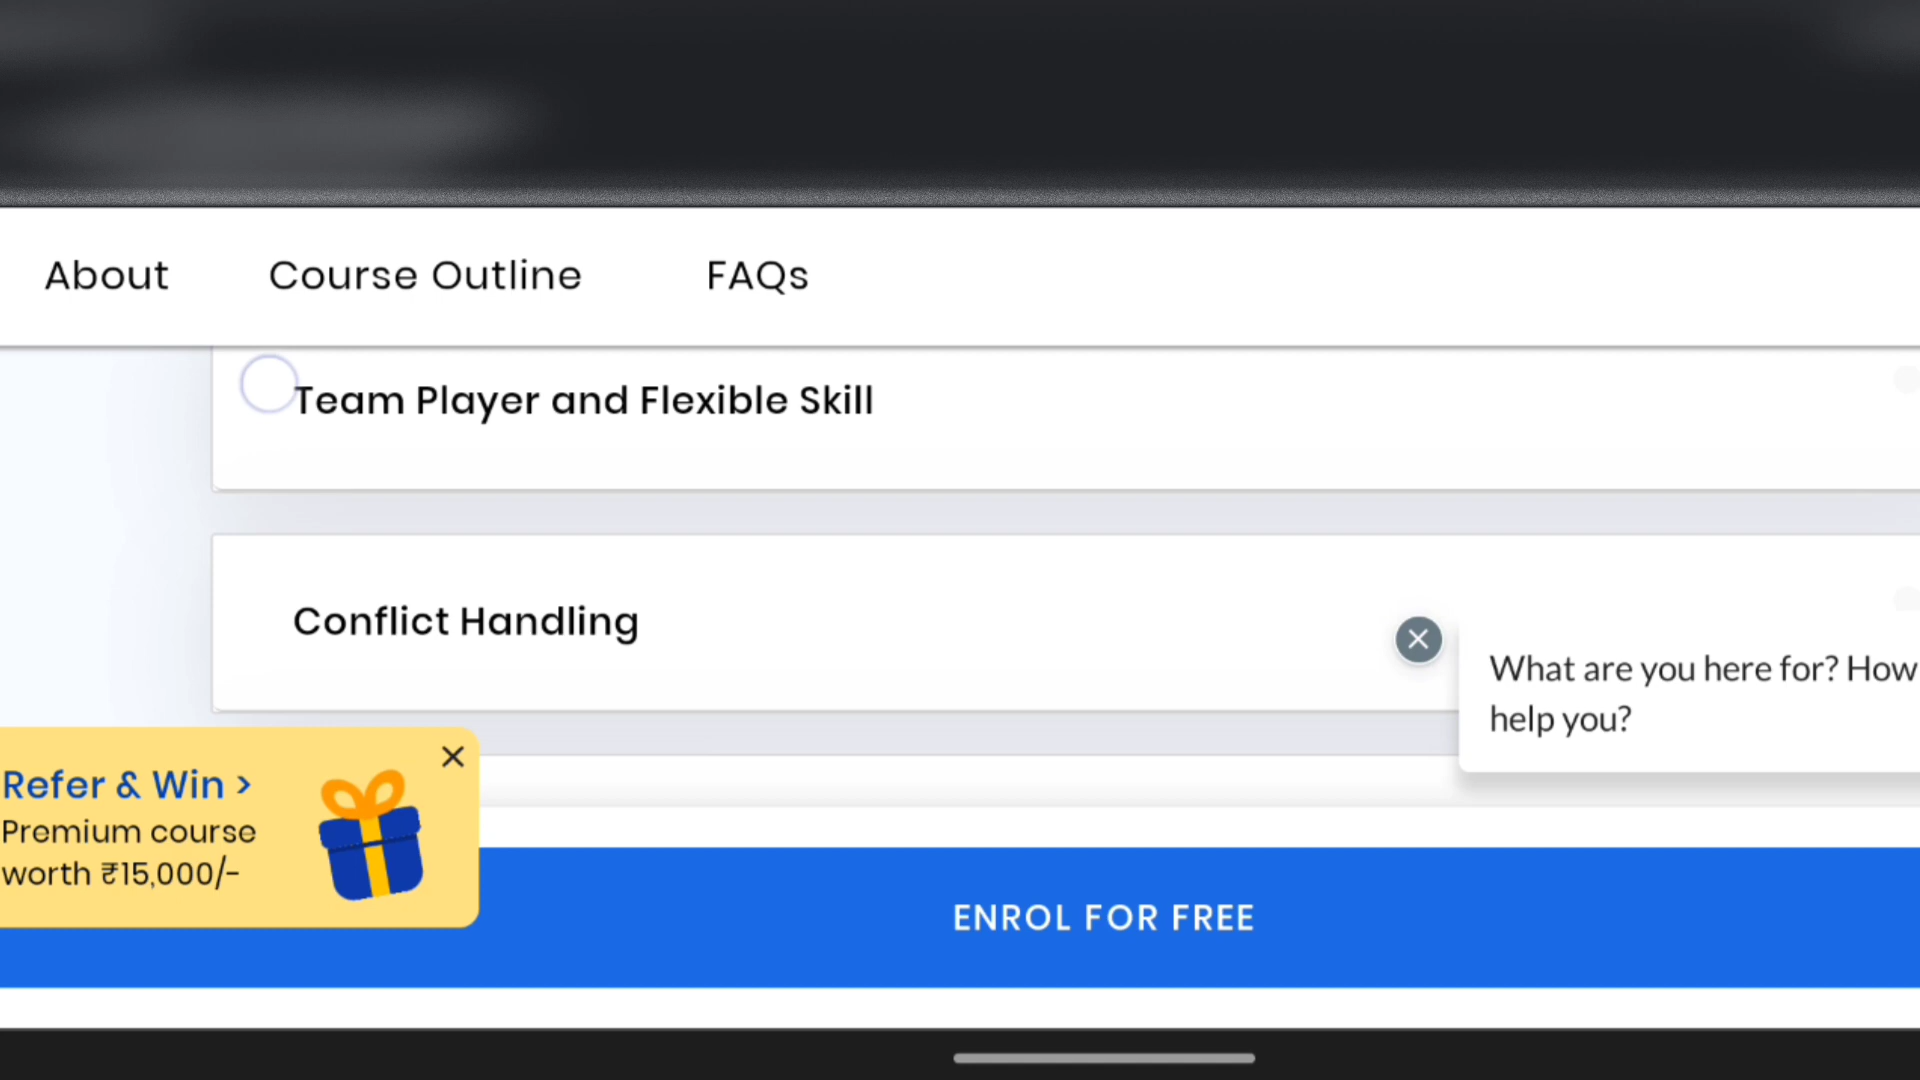 About Course Outline FAQs
Team Player and Flexible Skill
Conflict Handling
What are you here for? How
help you?
Refer & Win >
Premium course
worth ₹15,000/-
ENROL FOR FREE